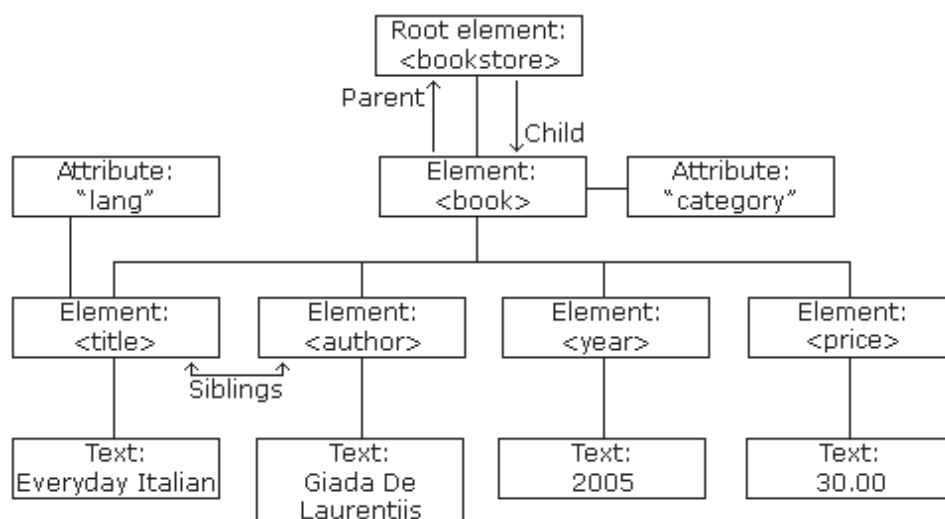 Root element:
<bookstore>
Parent
Child
Attribute:
“lang”
Element:
<book>
Attribute:
“category”
Element:
<title>
Element:
<author>
Element:
<year>
Element:
<price>
Siblings
Text:
Everyday Italian
Text:
Giada De
Laurentiis
Text:
2005
Text:
30.00